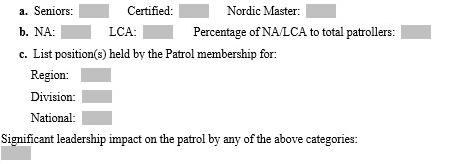 a. Seniors: Certified: Nordic Master:
b. NA: LCA: Percentage of NA/LCA to total patrollers:
c. List position(s) held by the Patrol membership for:
Region:
Division:
National:
Significant leadership impact on the patrol by any of the above categories: